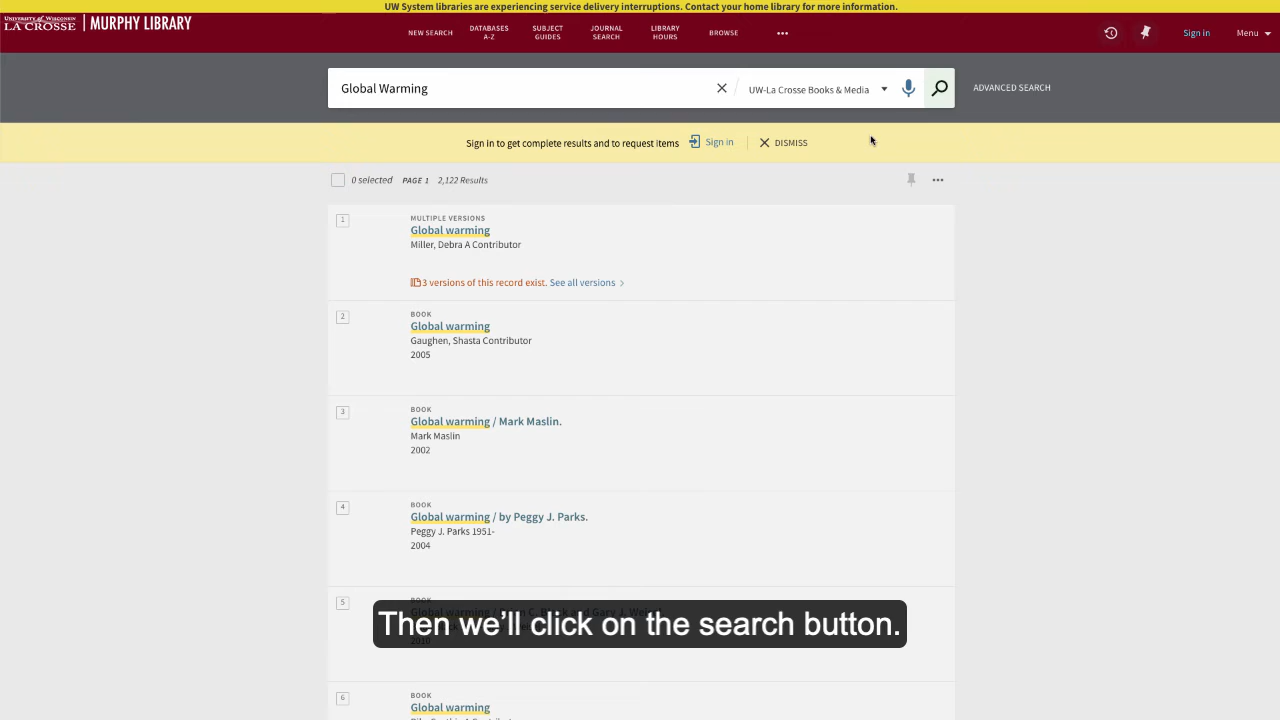 UW System libraries are experiencing service delivery interruptions. Contact your home library for more information.
UNIVERSITY OF WISCONSIN
LA CROSSE
MURPHY LIBRARY
NEW SEARCH
DATABASES
A-Z
SUBJECT
GUIDES
JOURNAL
SEARCH
LIBRARY
HOURS
BROWSE
Sign in
Menu
Global Warming
UW-La Crosse Books & Media
ADVANCED SEARCH
Sign in to get complete results and to request items
Sign in
DISMISS
0 selected PAGE 1 2,122 Results
1
MULTIPLE VERSIONS
Global warming
Miller, Debra A Contributor
3 versions of this record exist. See all versions
2
BOOK
Global warming
Gaughen, Shasta Contributor
2005
3
BOOK
Global warming / Mark Maslin.
Mark Maslin
2002
4
BOOK
Global warming / by Peggy J. Parks.
Peggy J. Parks 1951-
2004
5
BOOK
Global warming /
Then we'll click on the search button.
6
BOOK
Global warming